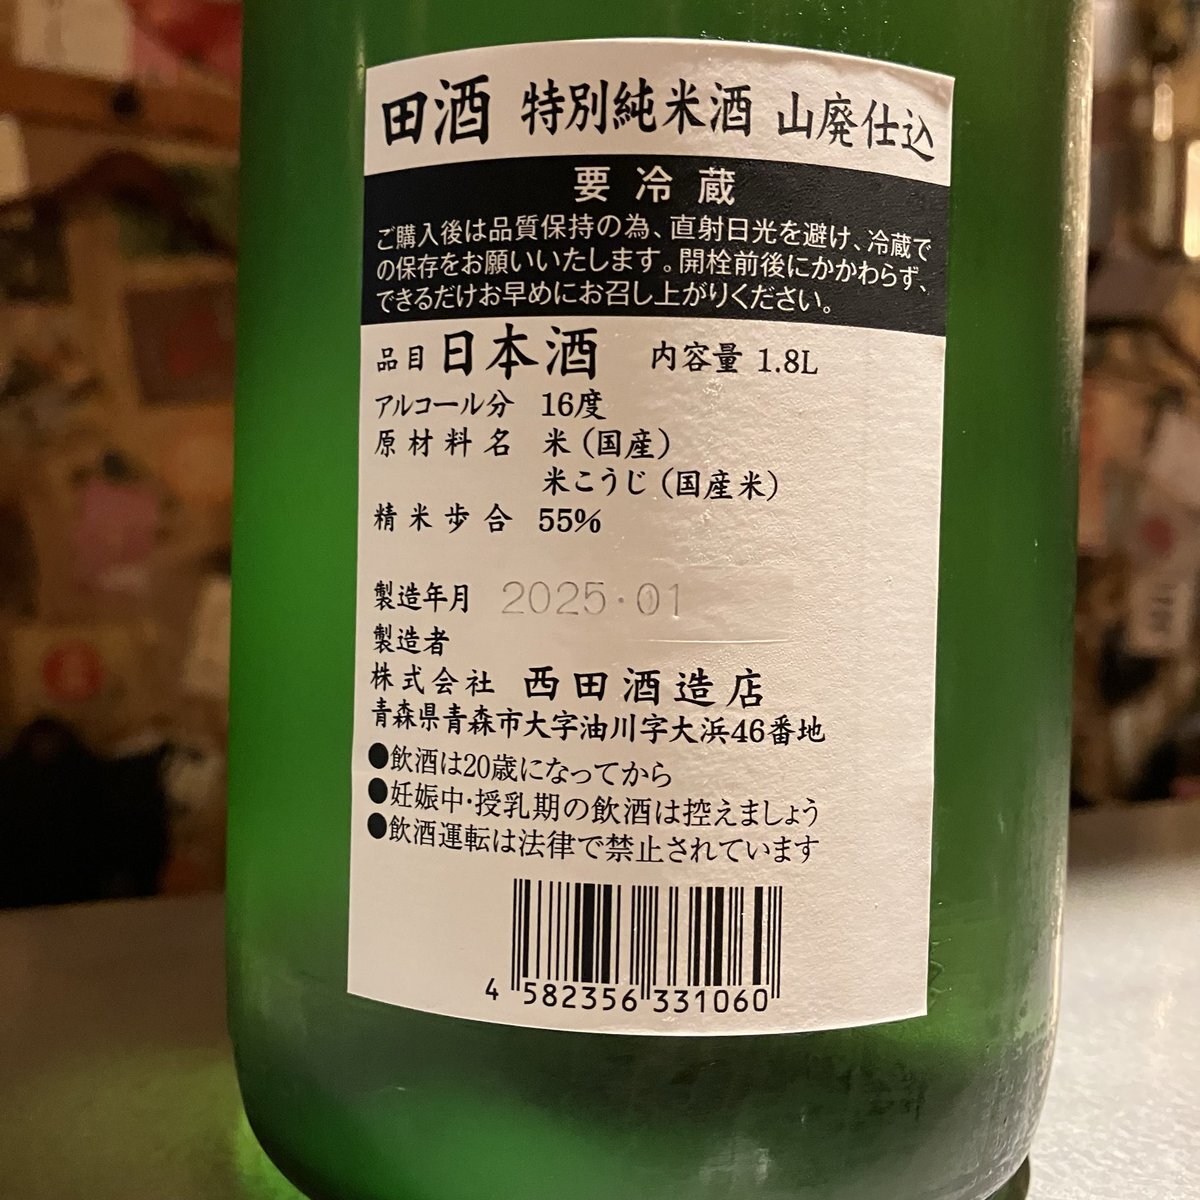 田酒 特別純米酒 山廃仕込
要冷蔵
ご購入後は品質保持の為、直射日光を避け、冷蔵で
の保存をお願いいたします。開栓前後にかかわらず、
できるだけお早めにお召し上がりください。
品目 日本酒 内容量 1.8L
アルコール分 16度
原材料名 米(国産)
米こうじ(国産米)
精米歩合 55%
製造年月 2025・01
製造者
株式会社 西田酒造店
青森県青森市大字油川字大浜46番地
●飲酒は20歳になってから
●妊娠中・授乳期の飲酒は控えましょう
●飲酒運転は法律で禁止されています
4 582356 331060